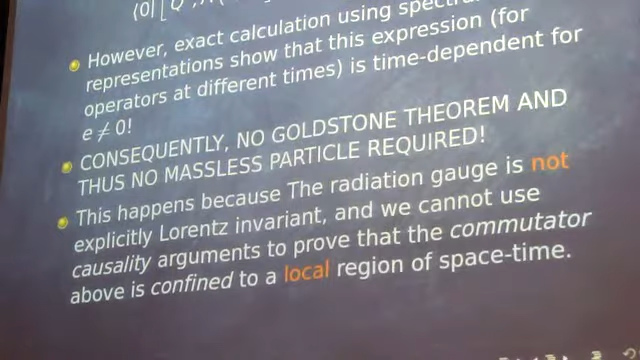 However, exact calculation using
representations show that this expression (for
operators at different times) is time-dependent for
e ≠ 0!
CONSEQUENTLY, NO GOLDSTONE THEOREM AND
THUS NO MASSLESS PARTICLE REQUIRED!
This happens because The radiation gauge is not
explicitly Lorentz invariant, and we cannot use
causality arguments to prove that the commutator
above is confined to a local region of space-time.